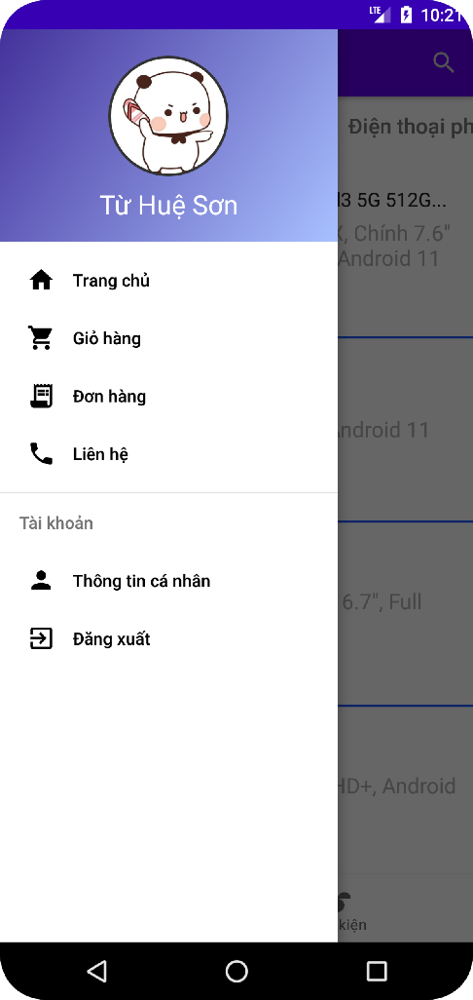 LTE 10:21
Điện thoại ph
Từ Huệ Sơn
d3 5G 512G...
X, Chính 7.6"
Android 11
Trang chủ
Giỏ hàng
Đơn hàng
Android 11
Liên hệ
Tài khoản
Thông tin cá nhân
6.7", Full
Đăng xuất
HD+, Android
kiện